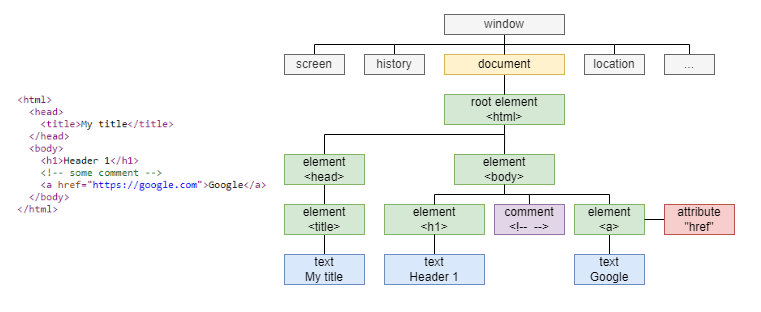 window
screen
history
document
location
...
root element
<html>
element
<head>
element
<body>
element
<title>
element
<h1>
comment
<!-- -->
element
<a>
attribute
"href"
text
My title
text
Header 1
text
Google
<html>
<head>
<title>My title</title>
</head>
<body>
<h1>Header 1</h1>
<!-- some comment -->
<a href="https://google.com">Google</a>
</body>
</html>